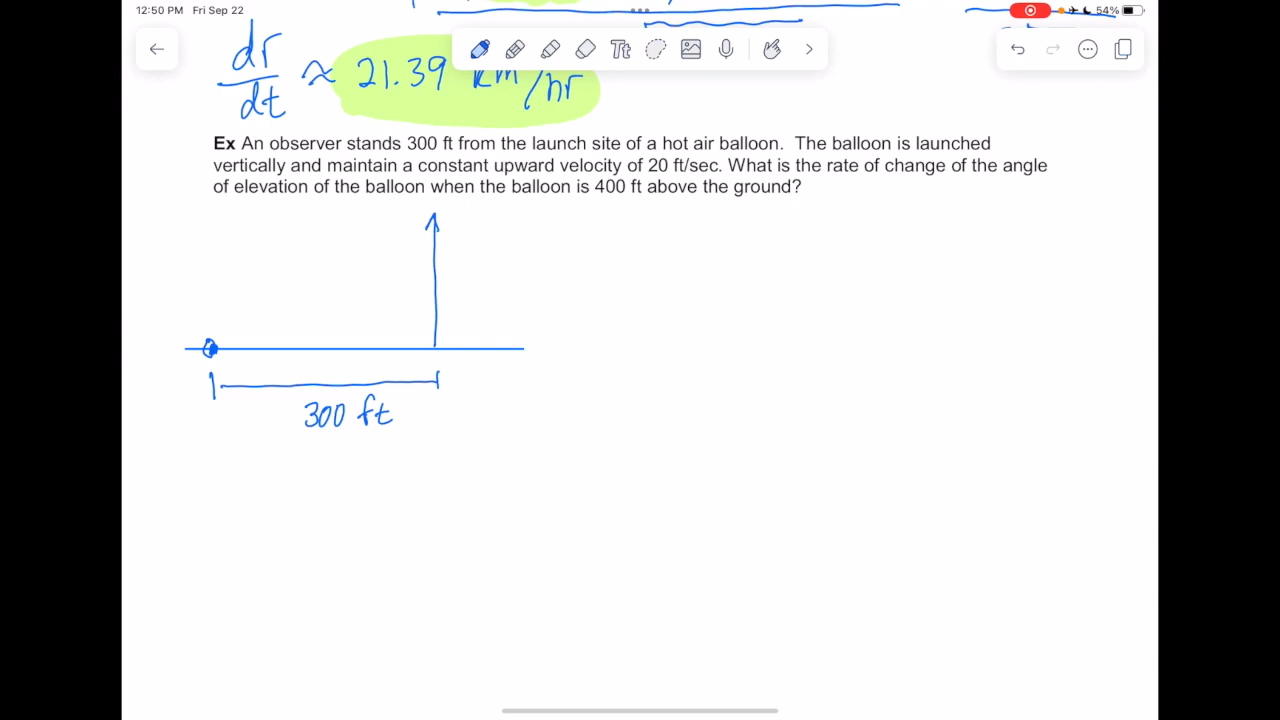 12:50 PM Fri Sep 22
54%
dr/dt ≈ 21.39 km/hr
Tt
Ex An observer stands 300 ft from the launch site of a hot air balloon. The balloon is launched
vertically and maintain a constant upward velocity of 20 ft/sec. What is the rate of change of the angle
of elevation of the balloon when the balloon is 400 ft above the ground?
300 ft